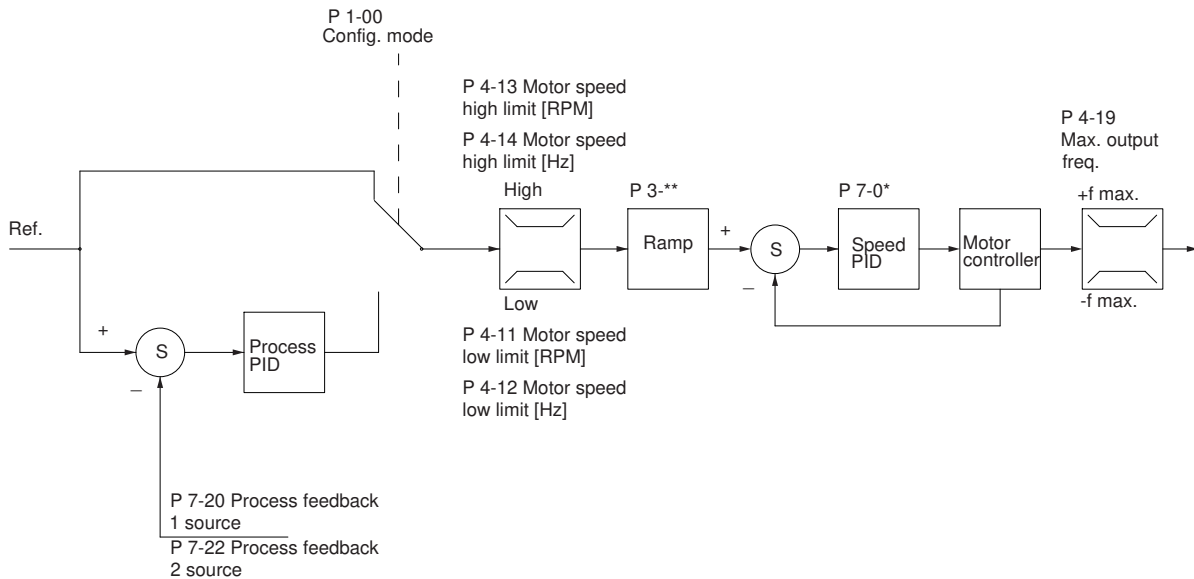 P 1-00
Config. mode
P 4-13 Motor speed
high limit [RPM]
P 4-14 Motor speed
high limit [Hz]
P 4-19
Max. output
freq.
High
P 3-**
P 7-0*
+f max.
Ref.
Ramp
+
S
Speed
PID
Motor
controller
–
Low
-f max.
+
S
Process
PID
–
P 4-11 Motor speed
low limit [RPM]
P 4-12 Motor speed
low limit [Hz]
P 7-20 Process feedback
1 source
P 7-22 Process feedback
2 source